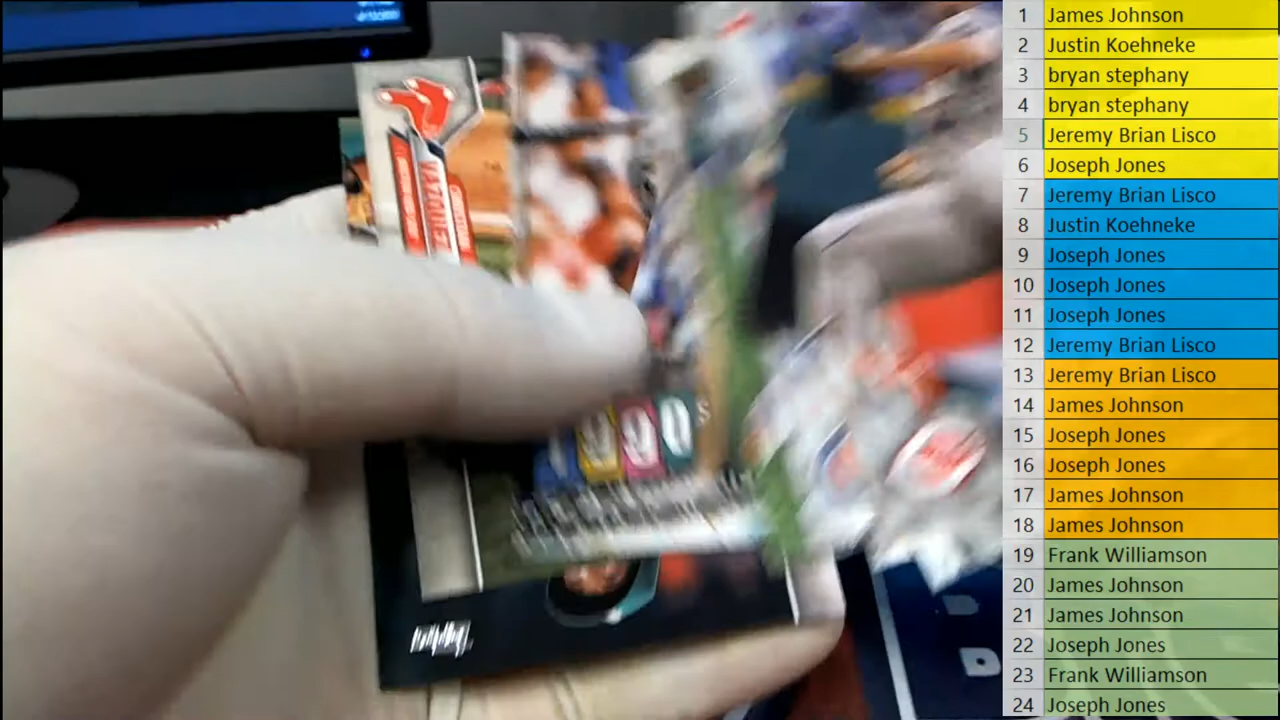 1 James Johnson
2 Justin Koehneke
3 bryan stephany
4 bryan stephany
5 Jeremy Brian Lisco
6 Joseph Jones
7 Jeremy Brian Lisco
8 Justin Koehneke
9 Joseph Jones
10 Joseph Jones
11 Joseph Jones
12 Jeremy Brian Lisco
13 Jeremy Brian Lisco
14 James Johnson
15 Joseph Jones
16 Joseph Jones
17 James Johnson
18 James Johnson
19 Frank Williamson
20 James Johnson
21 James Johnson
22 Joseph Jones
23 Frank Williamson
24 Joseph Jones